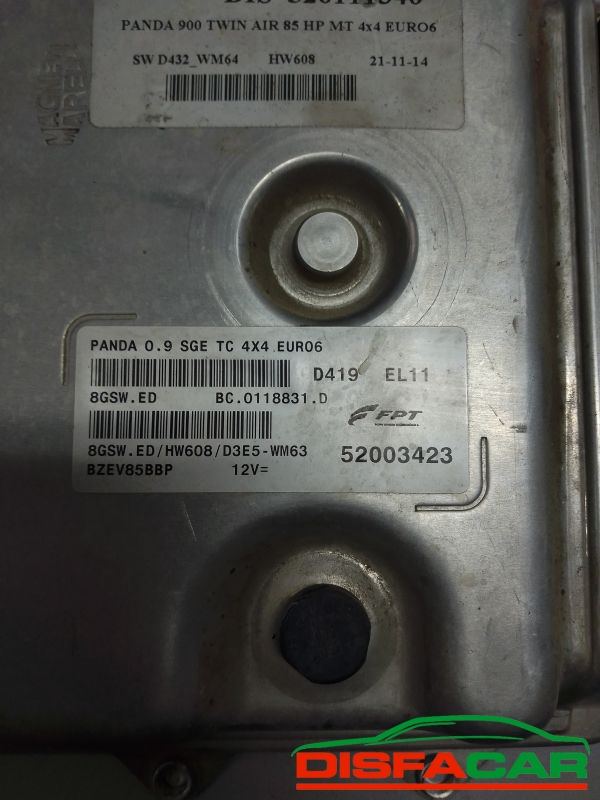 PANDA 900 TWIN AIR 85 HP MT 4x4 EURO6
SW D432_WM64 HW608 21-11-14
MAGNETI
MARELLI
PANDA 0.9 SGE TC 4X4 EURO6
D419 EL11
8GSW.ED BC.0118831.D
FPT
8GSW.ED/HW608/D3E5-WM63
52003423
BZEV85BBP 12V=
DISFACAR